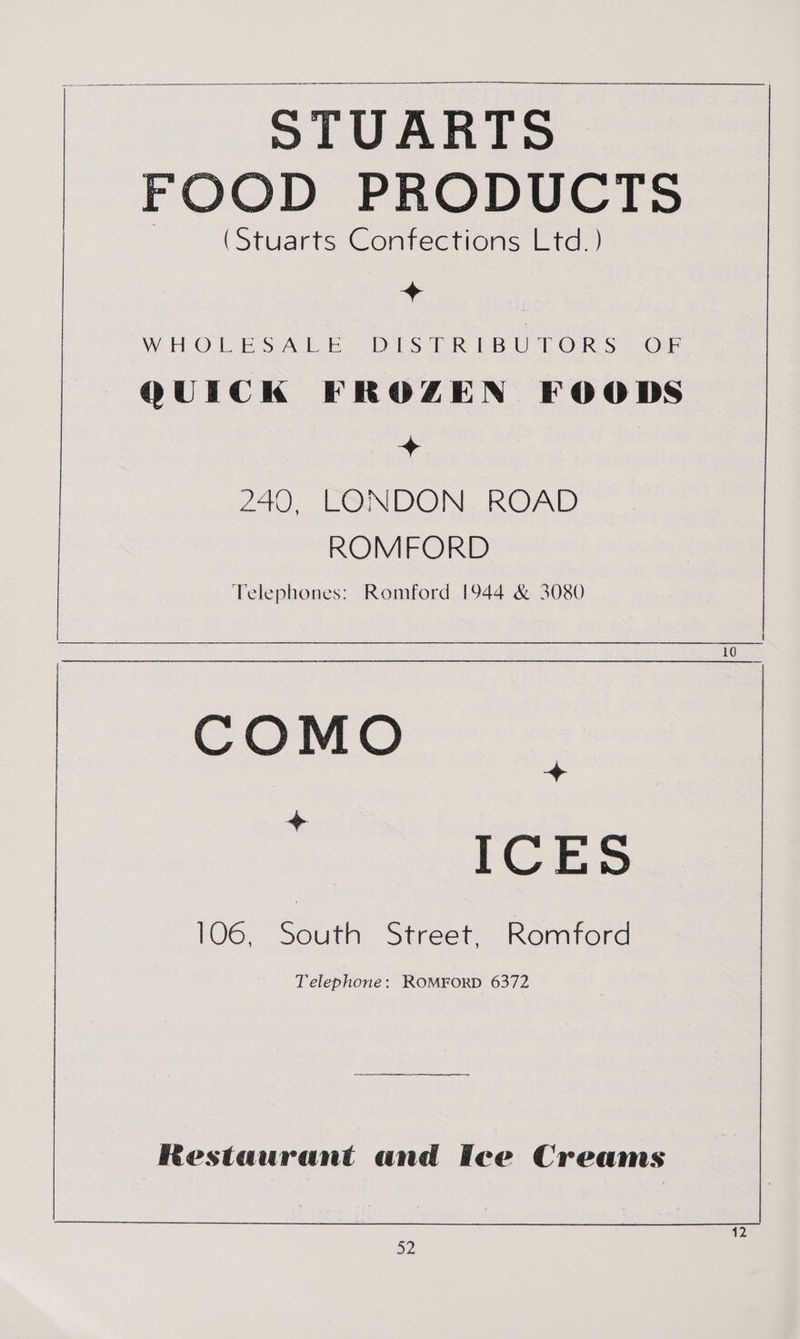 STUARTS
FOOD PRODUCTS
(Stuarts Confections Ltd.)
WHOLESALE DISTRIBUTORS OF
QUICK FROZEN FOODS
240, LONDON ROAD
ROMFORD
Telephones: Romford 1944 & 3080
10
COMO
ICES
106, South Street, Romford
Telephone: ROMFORD 6372
Restaurant and Ice Creams
12
52